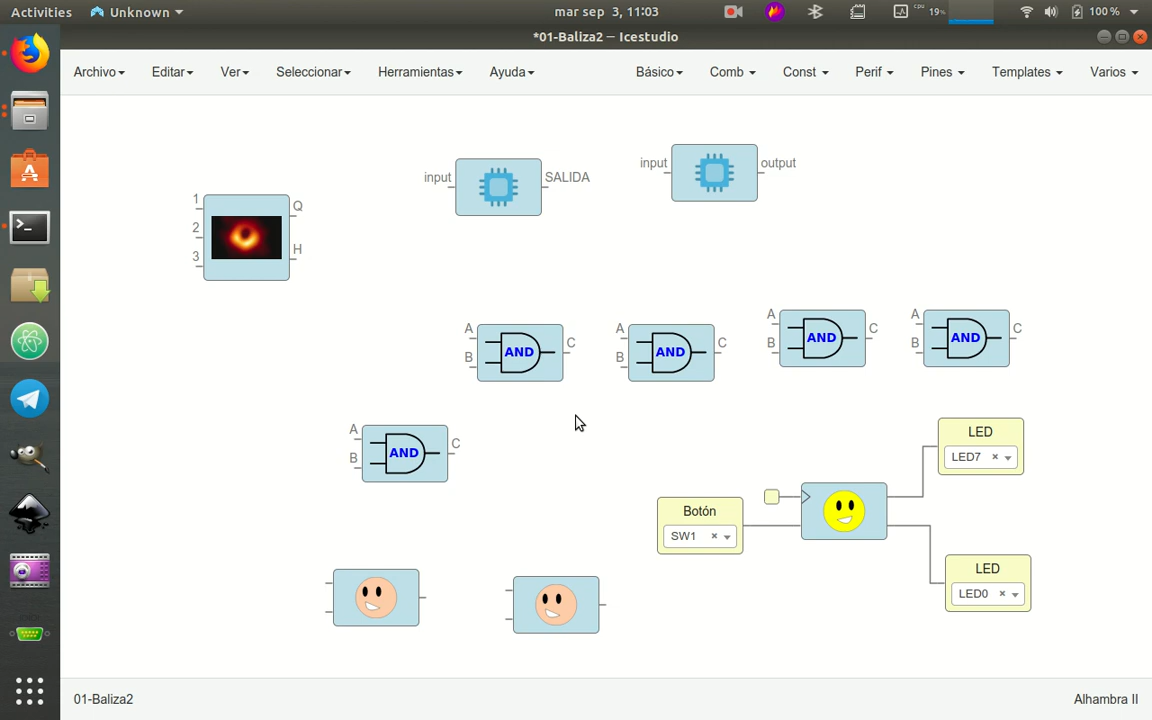 Activities Unknown mar sep 3, 11:03 cpu 19% 100 %
*01-Baliza2 – Icestudio
Archivo Editar Ver Seleccionar Herramientas Ayuda Básico Comb Const Perif Pines Templates Varios
input SALIDA
input output
1 Q
2
3 H
A AND C
B
A AND C
B
A AND C
B
A AND C
B
A AND C
B
LED
LED7 ×
Botón
SW1 ×
LED
LED0 ×
01-Baliza2 Alhambra II